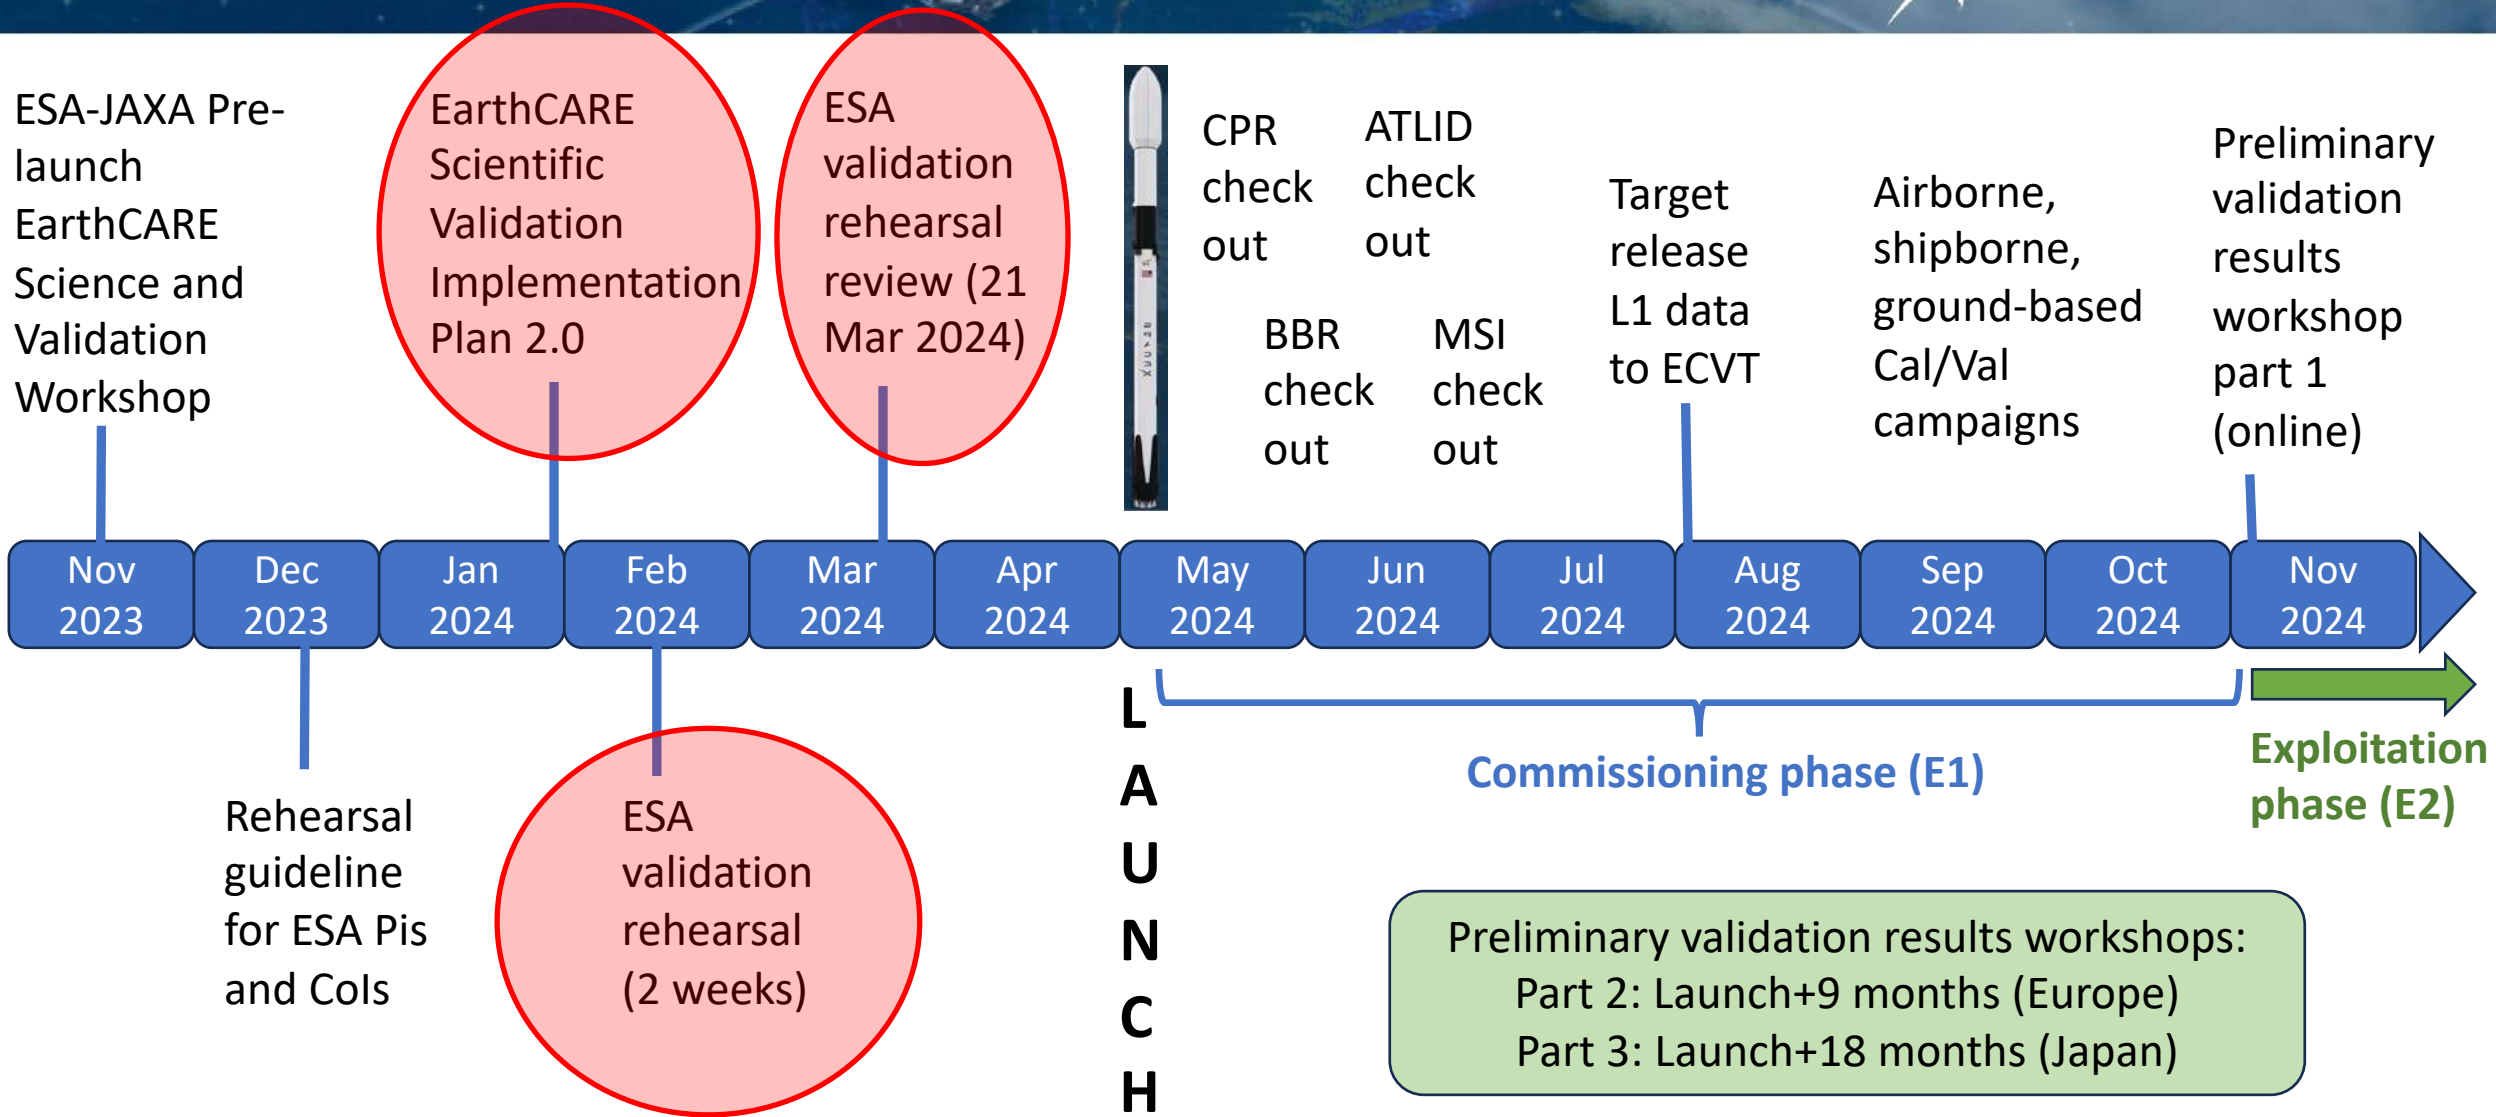 ESA-JAXA Pre-
launch
EarthCARE
Science and
Validation
Workshop
EarthCARE
Scientific
Validation
Implementation
Plan 2.0
ESA
validation
rehearsal
review (21
Mar 2024)
CPR
check
out
ATLID
check
out
BBR
check
out
MSI
check
out
Target
release
L1 data
to ECVT
Airborne,
shipborne,
ground-based
Cal/Val
campaigns
Preliminary
validation
results
workshop
part 1
(online)
Nov
2023
Dec
2023
Jan
2024
Feb
2024
Mar
2024
Apr
2024
May
2024
Jun
2024
Jul
2024
Aug
2024
Sep
2024
Oct
2024
Nov
2024
Rehearsal
guideline
for ESA Pis
and CoIs
ESA
validation
rehearsal
(2 weeks)
L
A
U
N
C
H
Commissioning phase (E1)
Exploitation
phase (E2)
Preliminary validation results workshops:
Part 2: Launch+9 months (Europe)
Part 3: Launch+18 months (Japan)